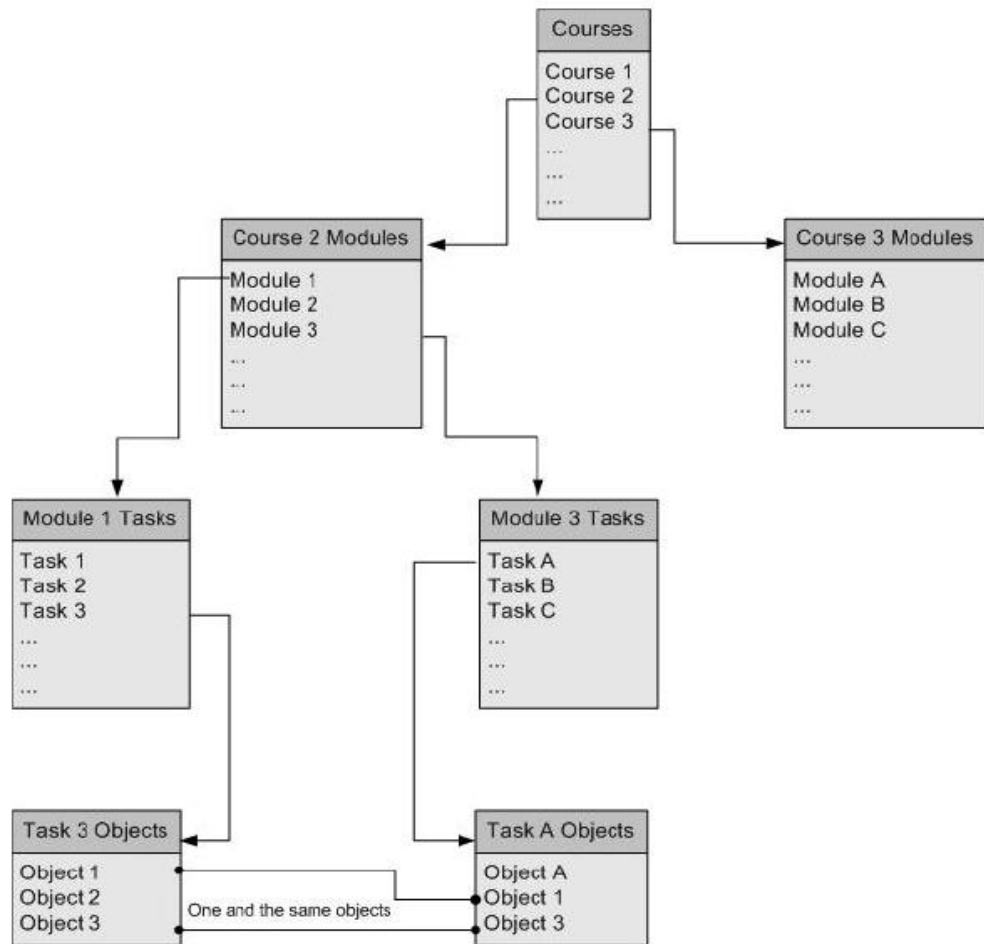 Courses
Course 1
Course 2
Course 3
...
...
...
Course 2 Modules
Module 1
Module 2
Module 3
...
...
...
Course 3 Modules
Module A
Module B
Module C
...
...
...
Module 1 Tasks
Task 1
Task 2
Task 3
...
...
...
Module 3 Tasks
Task A
Task B
Task C
...
...
...
Task 3 Objects
Object 1
Object 2
Object 3
One and the same objects
Task A Objects
Object A
Object 1
Object 3